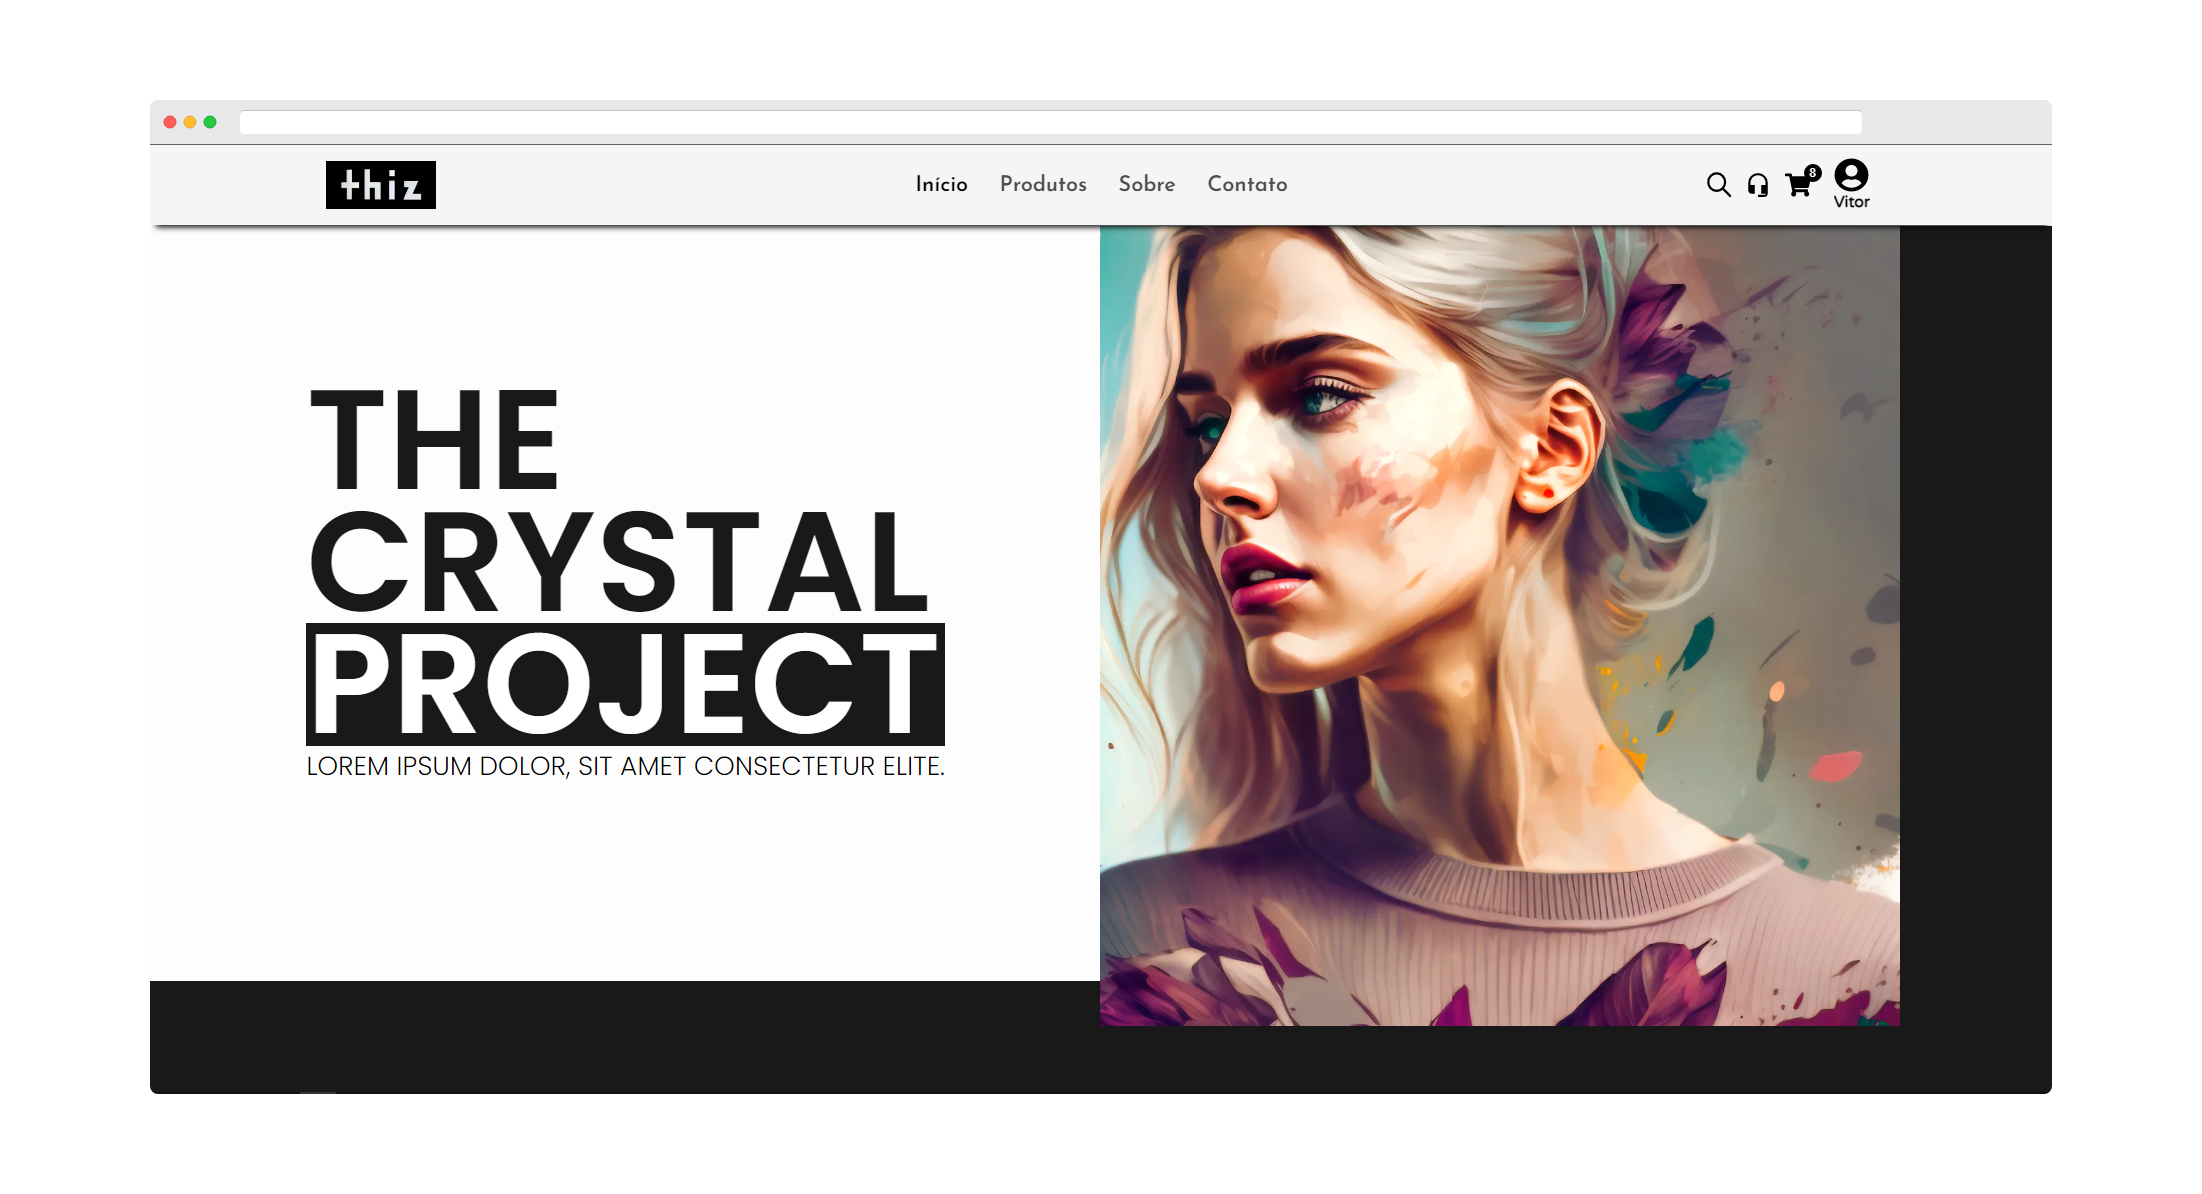 thiz
Início Produtos Sobre Contato
8
Vitor
THE
CRYSTAL
PROJECT
LOREM IPSUM DOLOR, SIT AMET CONSECTETUR ELITE.